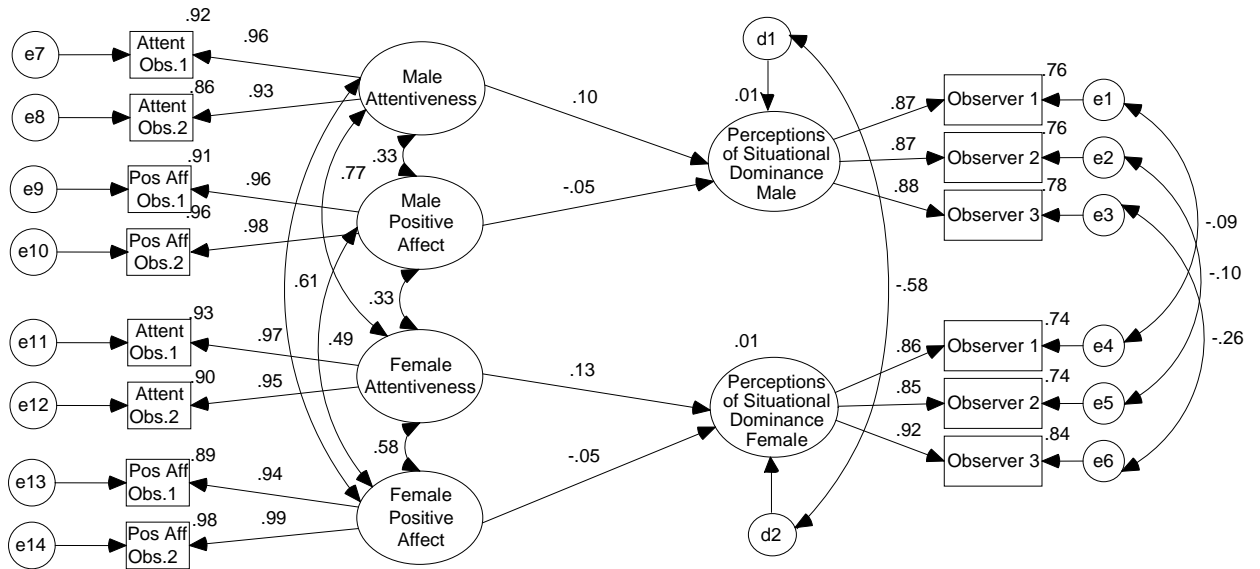 .92
e7
Attent
Obs.1
.96
.86
e8
Attent
Obs.2
.93
.91
e9
Pos Aff
Obs.1
.96
.96
e10
Pos Aff
Obs.2
.98
.93
e11
Attent
Obs.1
.97
.90
e12
Attent
Obs.2
.95
.89
e13
Pos Aff
Obs.1
.94
.98
e14
Pos Aff
Obs.2
.99
Male
Attentiveness
.33
.77
Male
Positive
Affect
.61
.33
.49
Female
Attentiveness
.58
Female
Positive
Affect
.10
-.05
.13
-.05
d1
.01
Perceptions
of Situational
Dominance
Male
-.58
.01
Perceptions
of Situational
Dominance
Female
d2
.87
Observer 1
.76
e1
.87
Observer 2
.76
e2
.88
Observer 3
.78
e3
-.09
-.10
-.26
.86
Observer 1
.74
e4
.85
Observer 2
.74
e5
.92
Observer 3
.84
e6